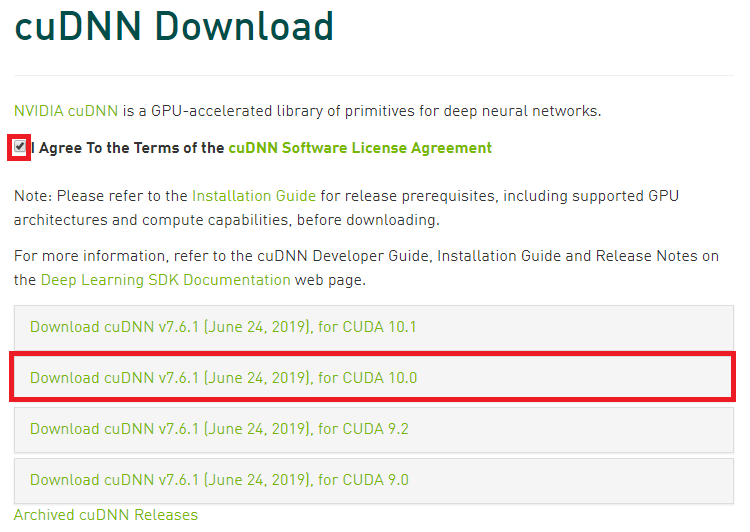 cuDNN Download
NVIDIA cuDNN is a GPU-accelerated library of primitives for deep neural networks.
I Agree To the Terms of the cuDNN Software License Agreement
Note: Please refer to the Installation Guide for release prerequisites, including supported GPU
architectures and compute capabilities, before downloading.
For more information, refer to the cuDNN Developer Guide, Installation Guide and Release Notes on
the Deep Learning SDK Documentation web page.
Download cuDNN v7.6.1 (June 24, 2019), for CUDA 10.1
Download cuDNN v7.6.1 (June 24, 2019), for CUDA 10.0
Download cuDNN v7.6.1 (June 24, 2019), for CUDA 9.2
Download cuDNN v7.6.1 (June 24, 2019), for CUDA 9.0
Archived cuDNN Releases